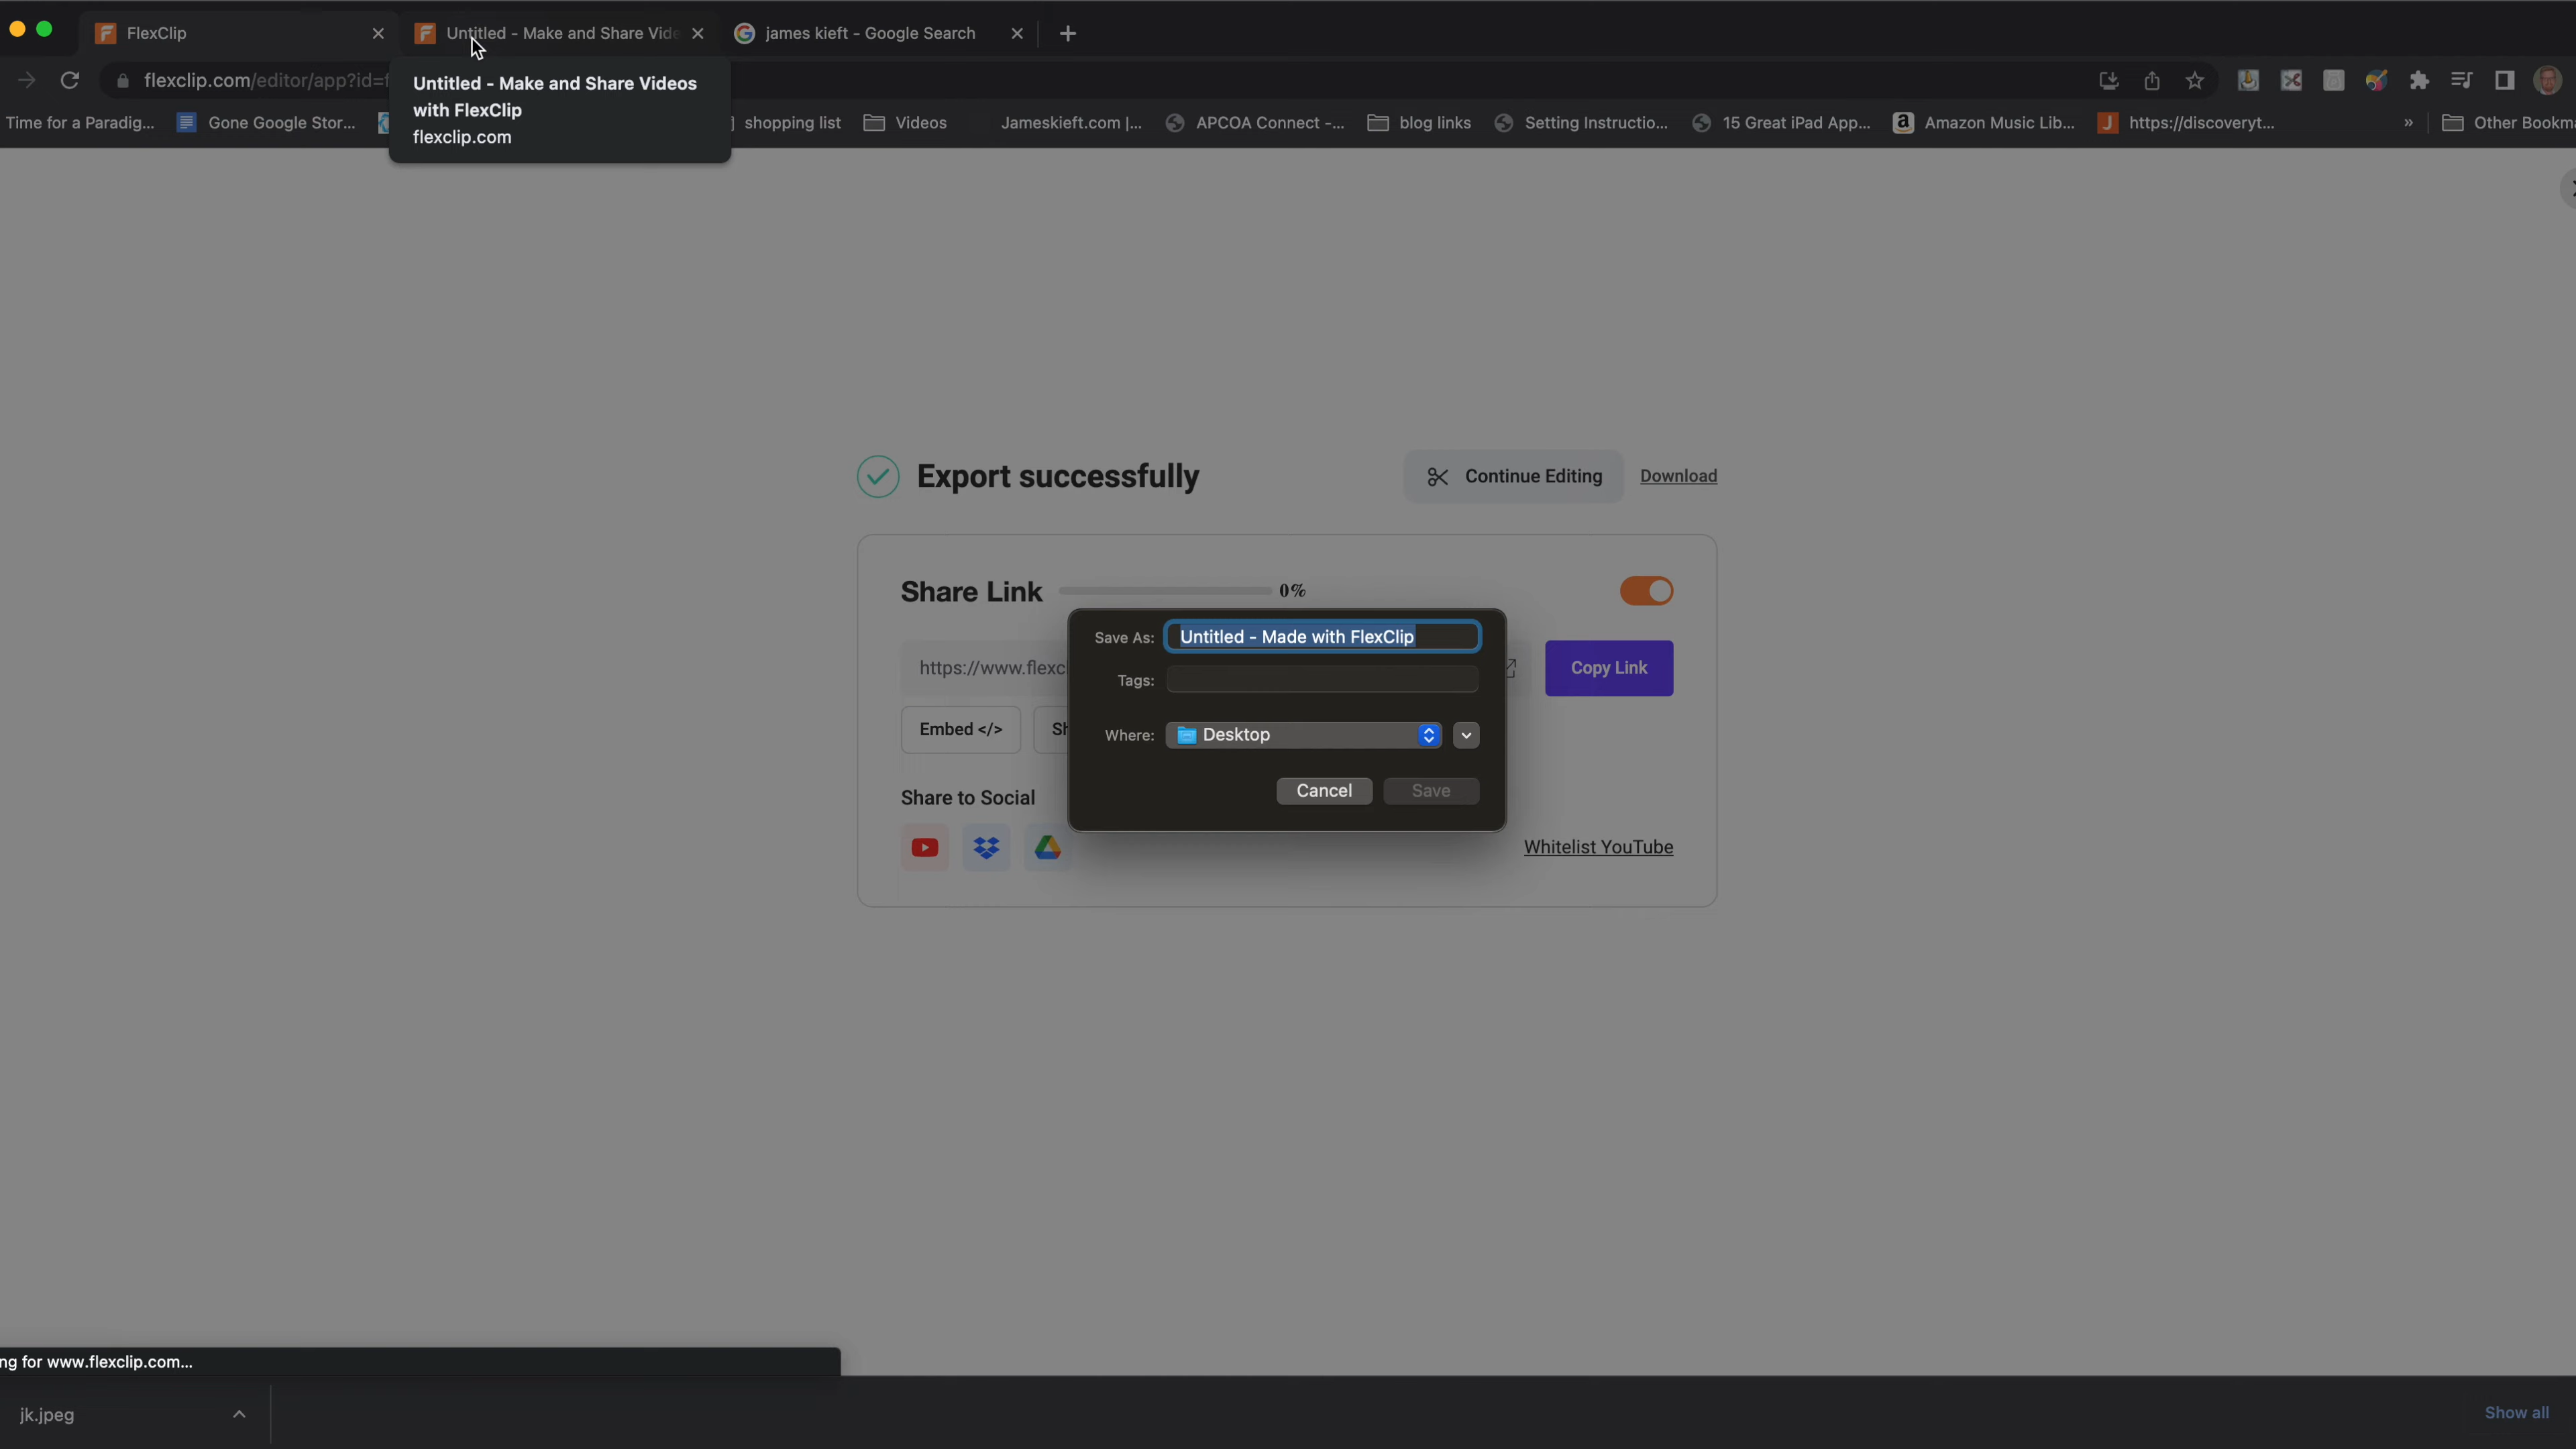 FlexClip
Untitled - Make and Share Vide
james kieft - Google Search
flexclip.com/editor/app?id=f
Untitled - Make and Share Videos
with FlexClip
flexclip.com
Time for a Paradig...
Gone Google Stor...
shopping list
Videos
Jameskieft.com |...
APCOA Connect -...
blog links
Setting Instructio...
15 Great iPad App...
Amazon Music Lib...
https://discoveryt...
»
Other Bookma
Export successfully
Continue Editing
Download
Share Link
0%
Save As:
Untitled - Made with FlexClip
https://www.flexcl
Copy Link
Tags:
Embed </>
Sh
Where:
Desktop
Cancel
Save
Share to Social
Whitelist YouTube
ng for www.flexclip.com...
jk.jpeg
Show all